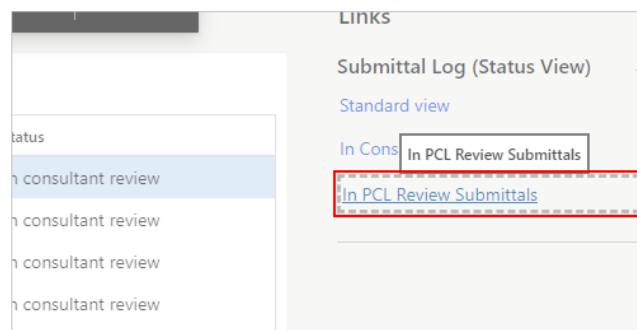 Links
Submittal Log (Status View)
Standard view
In Cons
In PCL Review Submittals
In PCL Review Submittals
tatus
n consultant review
n consultant review
n consultant review
n consultant review